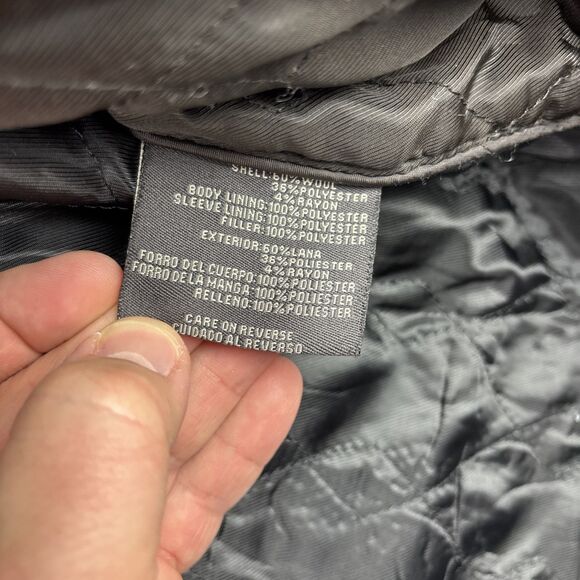 SHELL:60%WOOL
36%POLYESTER
4%RAYON
BODY LINING:100%POLYESTER
SLEEVE LINING:100%POLYESTER
FILLER:100%POLYESTER
EXTERIOR:60%LANA
36%POLIESTER
4%RAYON
FORRO DEL CUERPO:100%POLIESTER
FORRO DE LA MANGA:100%POLIESTER
RELLENO:100%POLIESTER
CARE ON REVERSE
CUIDADO AL REVERSO